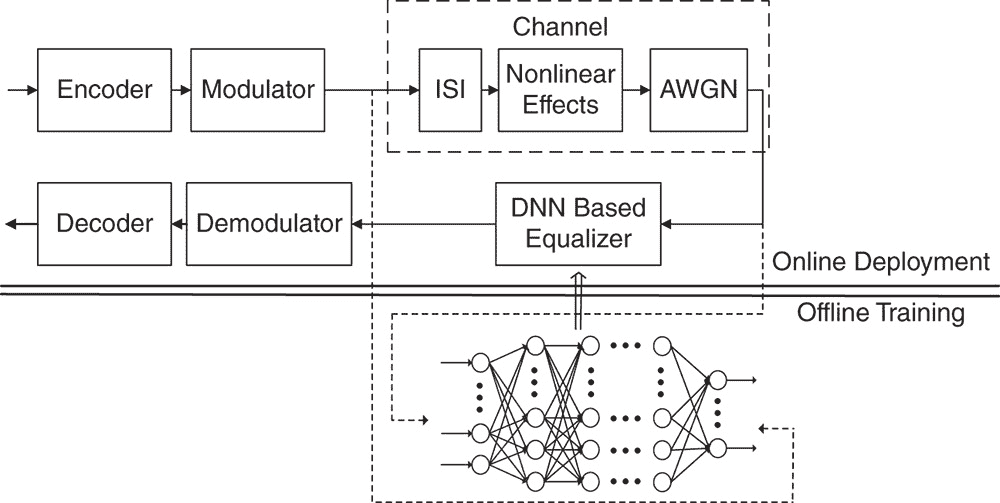 Channel
Encoder
Modulator
ISI
Nonlinear
Effects
AWGN
Decoder
Demodulator
DNN Based
Equalizer
Online Deployment
Offline Training